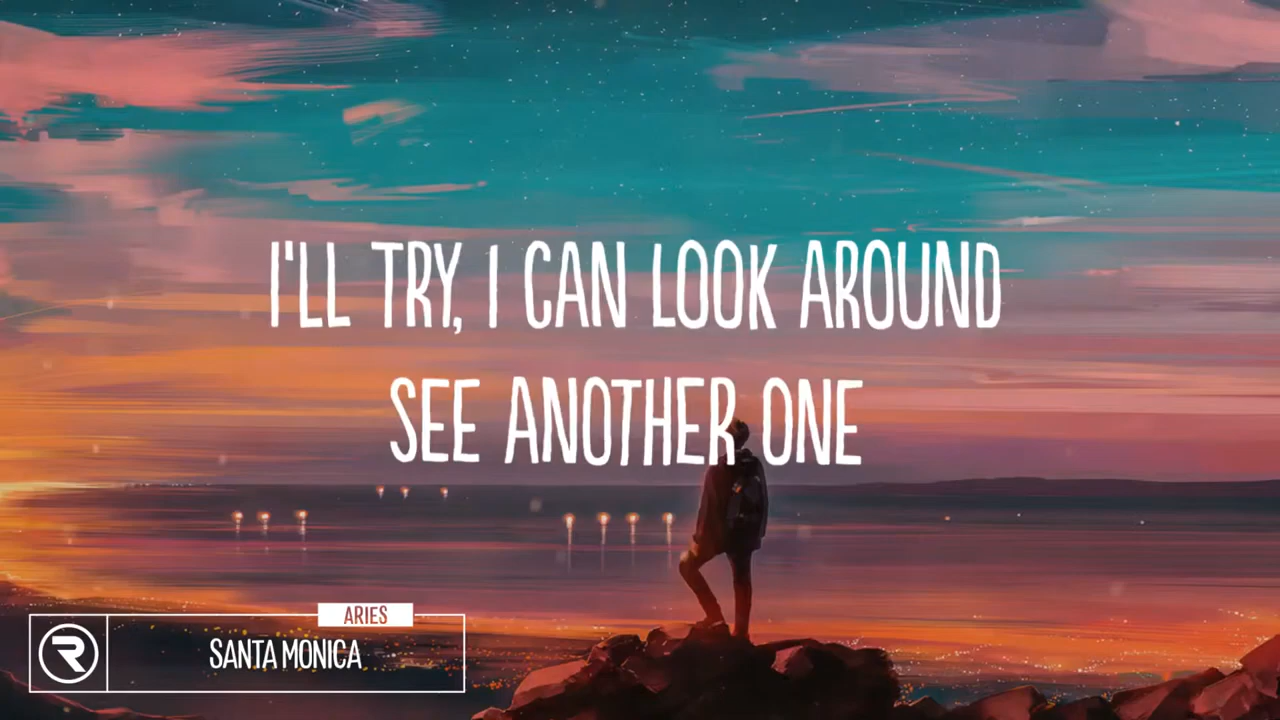 I'LL TRY, I CAN LOOK AROUND
SEE ANOTHER ONE
ARIES
SANTA MONICA